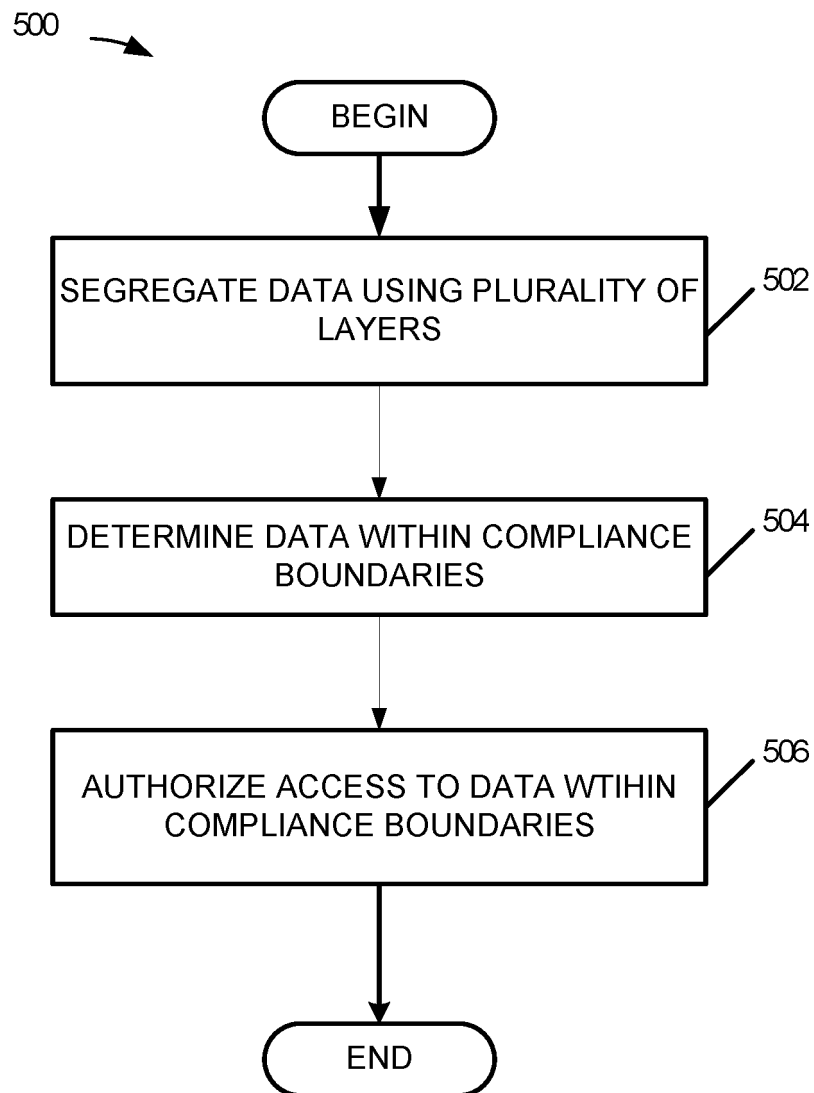 500
BEGIN
SEGREGATE DATA USING PLURALITY OF
LAYERS
502
DETERMINE DATA WITHIN COMPLIANCE
BOUNDARIES
504
AUTHORIZE ACCESS TO DATA WTIHIN
COMPLIANCE BOUNDARIES
506
END